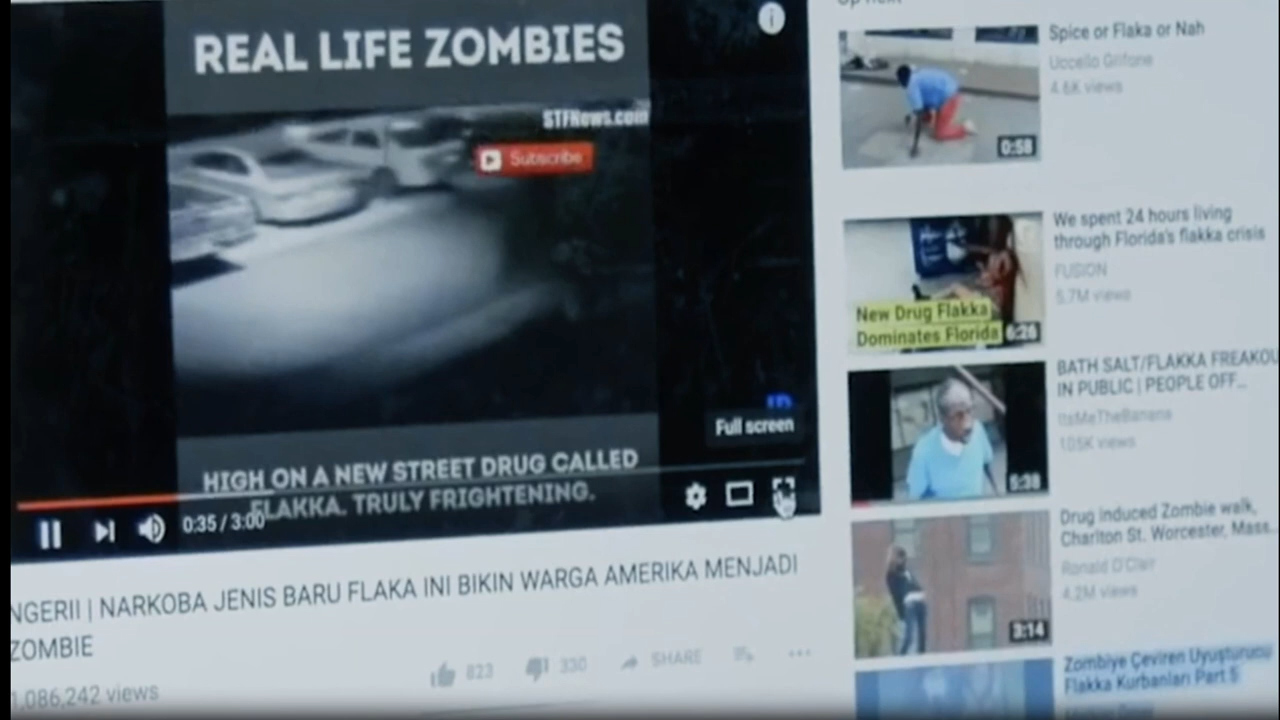 REAL LIFE ZOMBIES
STFNews.com
Subscribe
Full screen
HIGH ON A NEW STREET DRUG CALLED
FLAKKA. TRULY FRIGHTENING.
0:35 / 3:00
NGERII | NARKOBA JENIS BARU FLAKA INI BIKIN WARGA AMERIKA MENJADI
ZOMBIE
823
330
SHARE
1,086,242 views
Up next
Spice or Flaka or Nah
Uccello Grifone
4.6K views
0:58
We spent 24 hours living
through Florida's flakka crisis
FUSION
5.7M views
New Drug Flakka
Dominates Florida
6:26
BATH SALT/FLAKKA FREAKOU
IN PUBLIC | PEOPLE OFF...
ItsMeTheBanana
105K views
5:38
Drug induced Zombie walk,
Charlton St. Worcester, Mass...
Ronald O'Clair
4.2M views
3:14
Zombiye Çeviren Uyuşturucu
Flakka Kurbanları Part 5